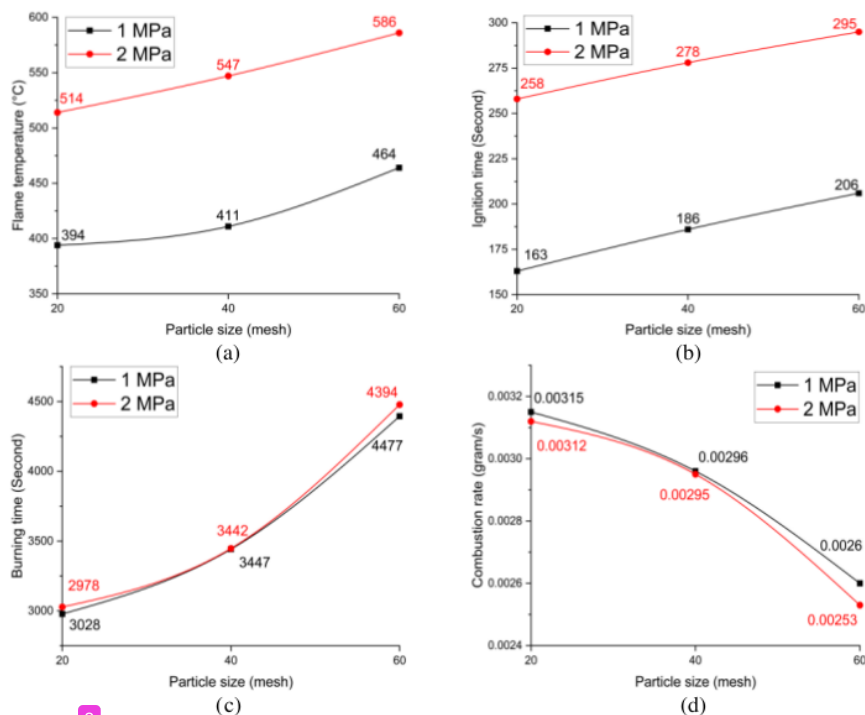 1 MPa
2 MPa
600
550
500
450
400
350
Flame temperature (°C)
514
547
586
394
411
464
20
40
60
Particle size (mesh)
(a)
1 MPa
2 MPa
300
275
250
225
200
175
150
Ignition time (Second)
258
278
295
163
186
206
20
40
60
Particle size (mesh)
(b)
1 MPa
2 MPa
4500
4000
3500
3000
Burning time (Second)
2978
3442
4394
3028
3447
4477
20
40
60
Particle size (mesh)
(c)
1 MPa
2 MPa
0.0032
0.0030
0.0028
0.0026
0.0024
Combustion rate (gram/s)
0.00315
0.00296
0.0026
0.00312
0.00295
0.00253
20
40
60
Particle size (mesh)
(d)